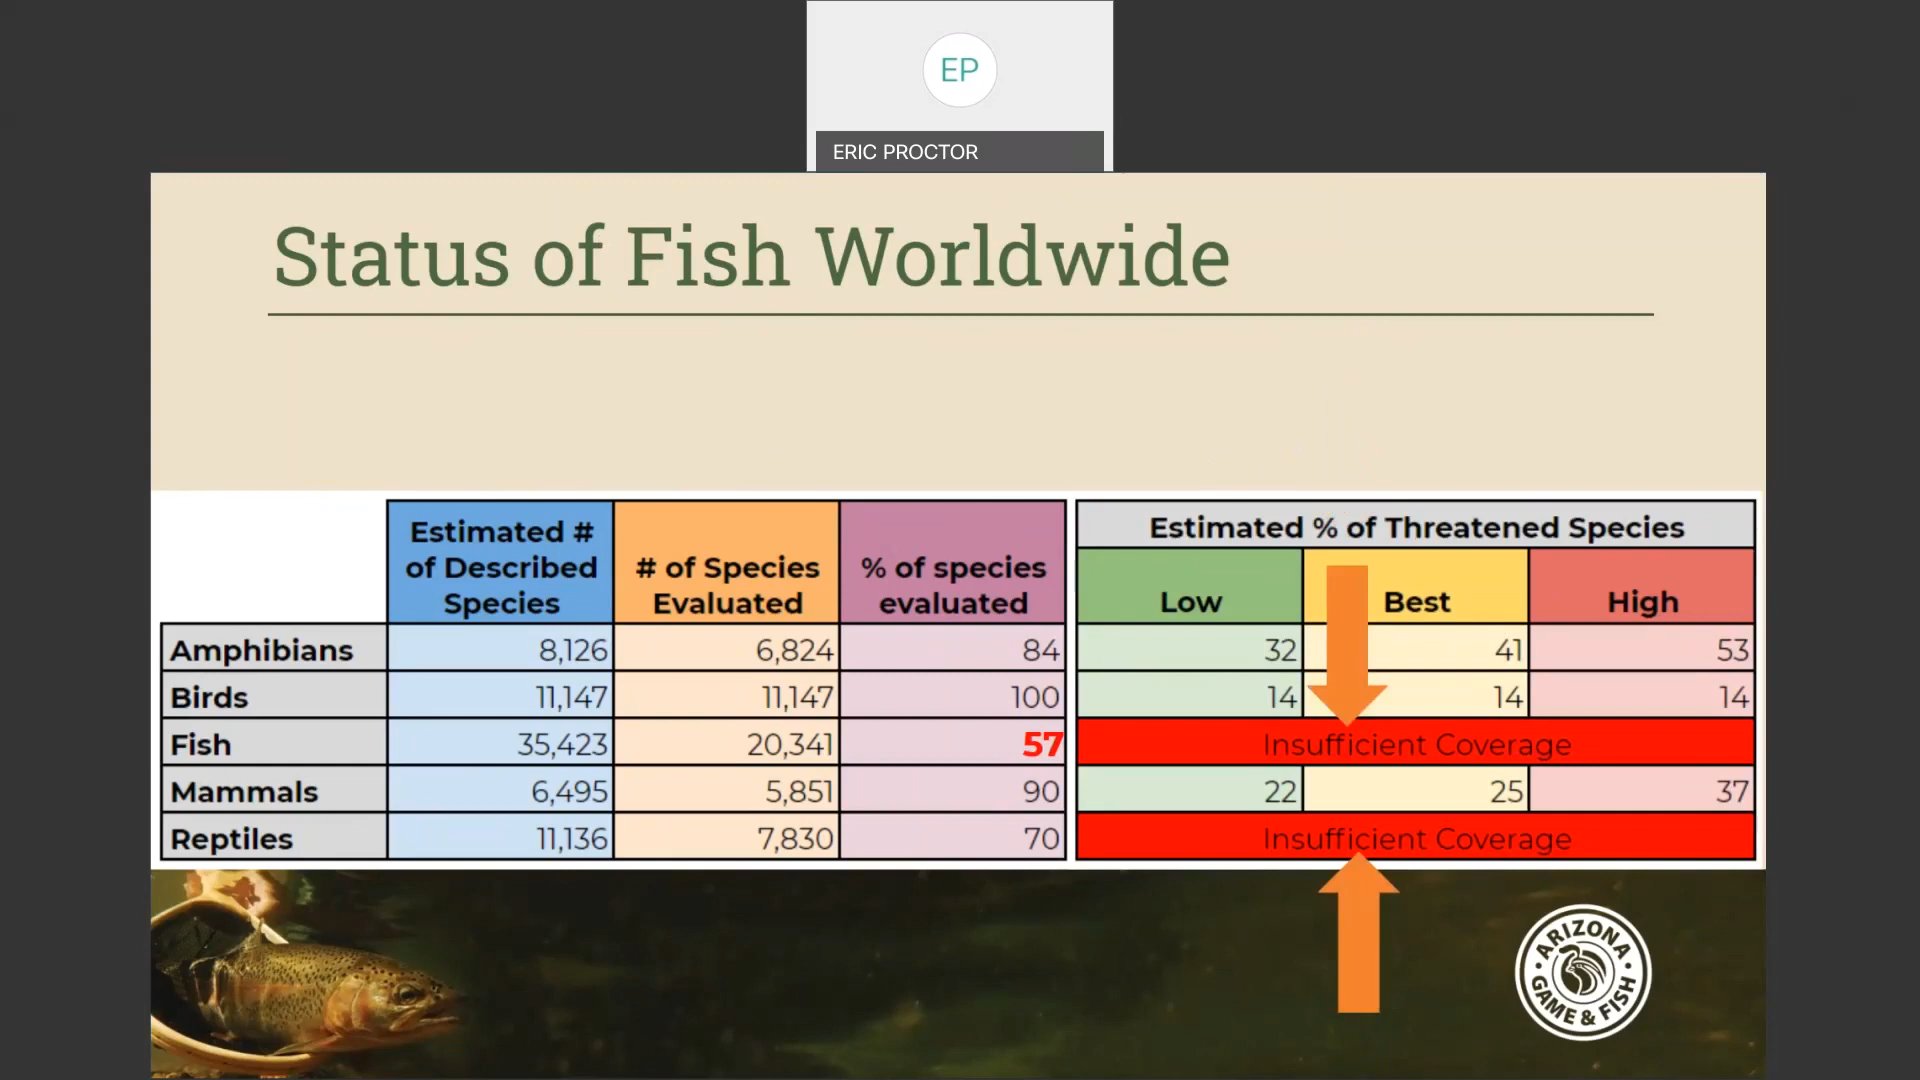 EP
ERIC PROCTOR
Status of Fish Worldwide
Estimated #
of Described
Species
# of Species
Evaluated
% of species
evaluated
Estimated % of Threatened Species
Low
Best
High
Amphibians 8,126 6,824 84 32 41 53
Birds 11,147 11,147 100 14 14 14
Fish 35,423 20,341 57 Insufficient Coverage
Mammals 6,495 5,851 90 22 25 37
Reptiles 11,136 7,830 70 Insufficient Coverage
ARIZONA
GAME & FISH